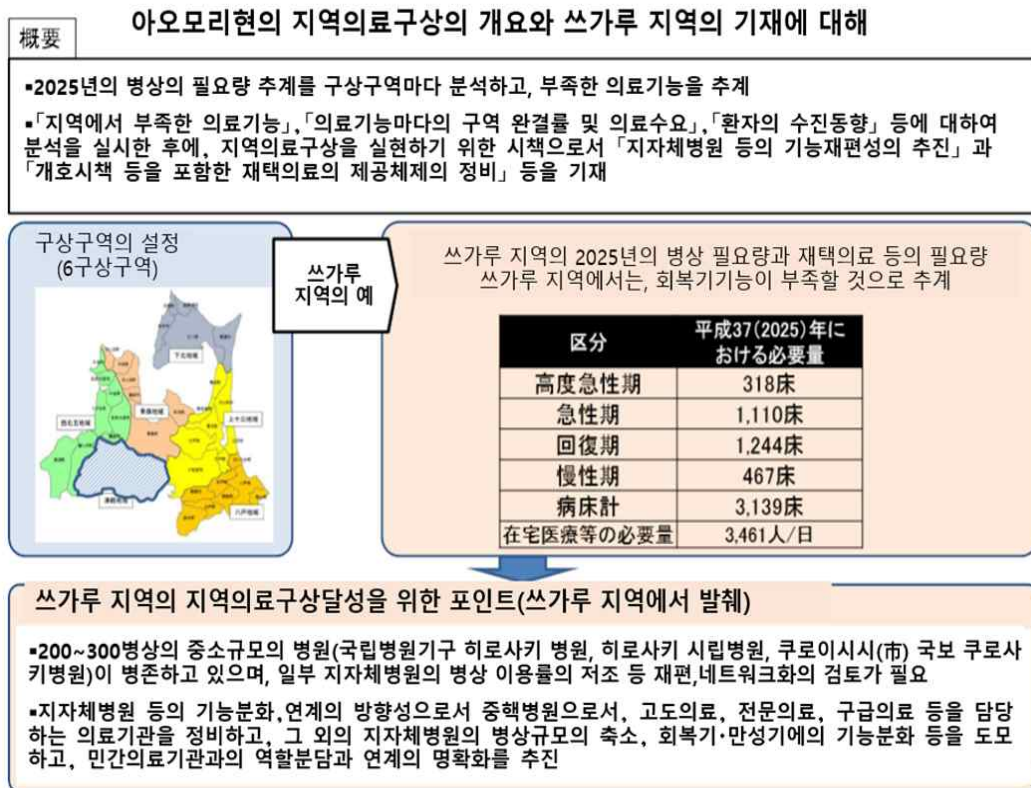 아오모리현의 지역의료구상의 개요와 쓰가루 지역의 기재에 대해
概要
▪2025년의 병상의 필요량 추계를 구상구역마다 분석하고, 부족한 의료기능을 추계
▪「지역에서 부족한 의료기능」,「의료기능마다의 구역 완결률 및 의료수요」,「환자의 수진동향」 등에 대하여
분석을 실시한 후에, 지역의료구상을 실현하기 위한 시책으로서 「지자체병원 등의 기능재편성의 추진」 과
「개호시책 등을 포함한 재택의료의 제공체제의 정비」 등을 기재
구상구역의 설정
(6구상구역)
쓰가루
지역의 예
下北地域
青森地域
西北五地域
上十三地域
津軽地域
八戸地域
쓰가루 지역의 2025년의 병상 필요량과 재택의료 등의 필요량
쓰가루 지역에서는, 회복기기능이 부족할 것으로 추계
区分 平成37(2025)年に
おける必要量
高度急性期 318床
急性期 1,110床
回復期 1,244床
慢性期 467床
病床計 3,139床
在宅医療等の必要量 3,461人/日
쓰가루 지역의 지역의료구상달성을 위한 포인트(쓰가루 지역에서 발췌)
▪200~300병상의 중소규모의 병원(국립병원기구 히로사키 병원, 히로사키 시립병원, 쿠로이시시(市) 국보 쿠로사
키병원)이 병존하고 있으며, 일부 지자체병원의 병상 이용률의 저조 등 재편,네트워크화의 검토가 필요
▪지자체병원 등의 기능분화,연계의 방향성으로서 중핵병원으로서, 고도의료, 전문의료, 구급의료 등을 담당
하는 의료기관을 정비하고, 그 외의 지자체병원의 병상규모의 축소, 회복기·만성기에의 기능분화 등을 도모
하고, 민간의료기관과의 역할분담과 연계의 명확화를 추진